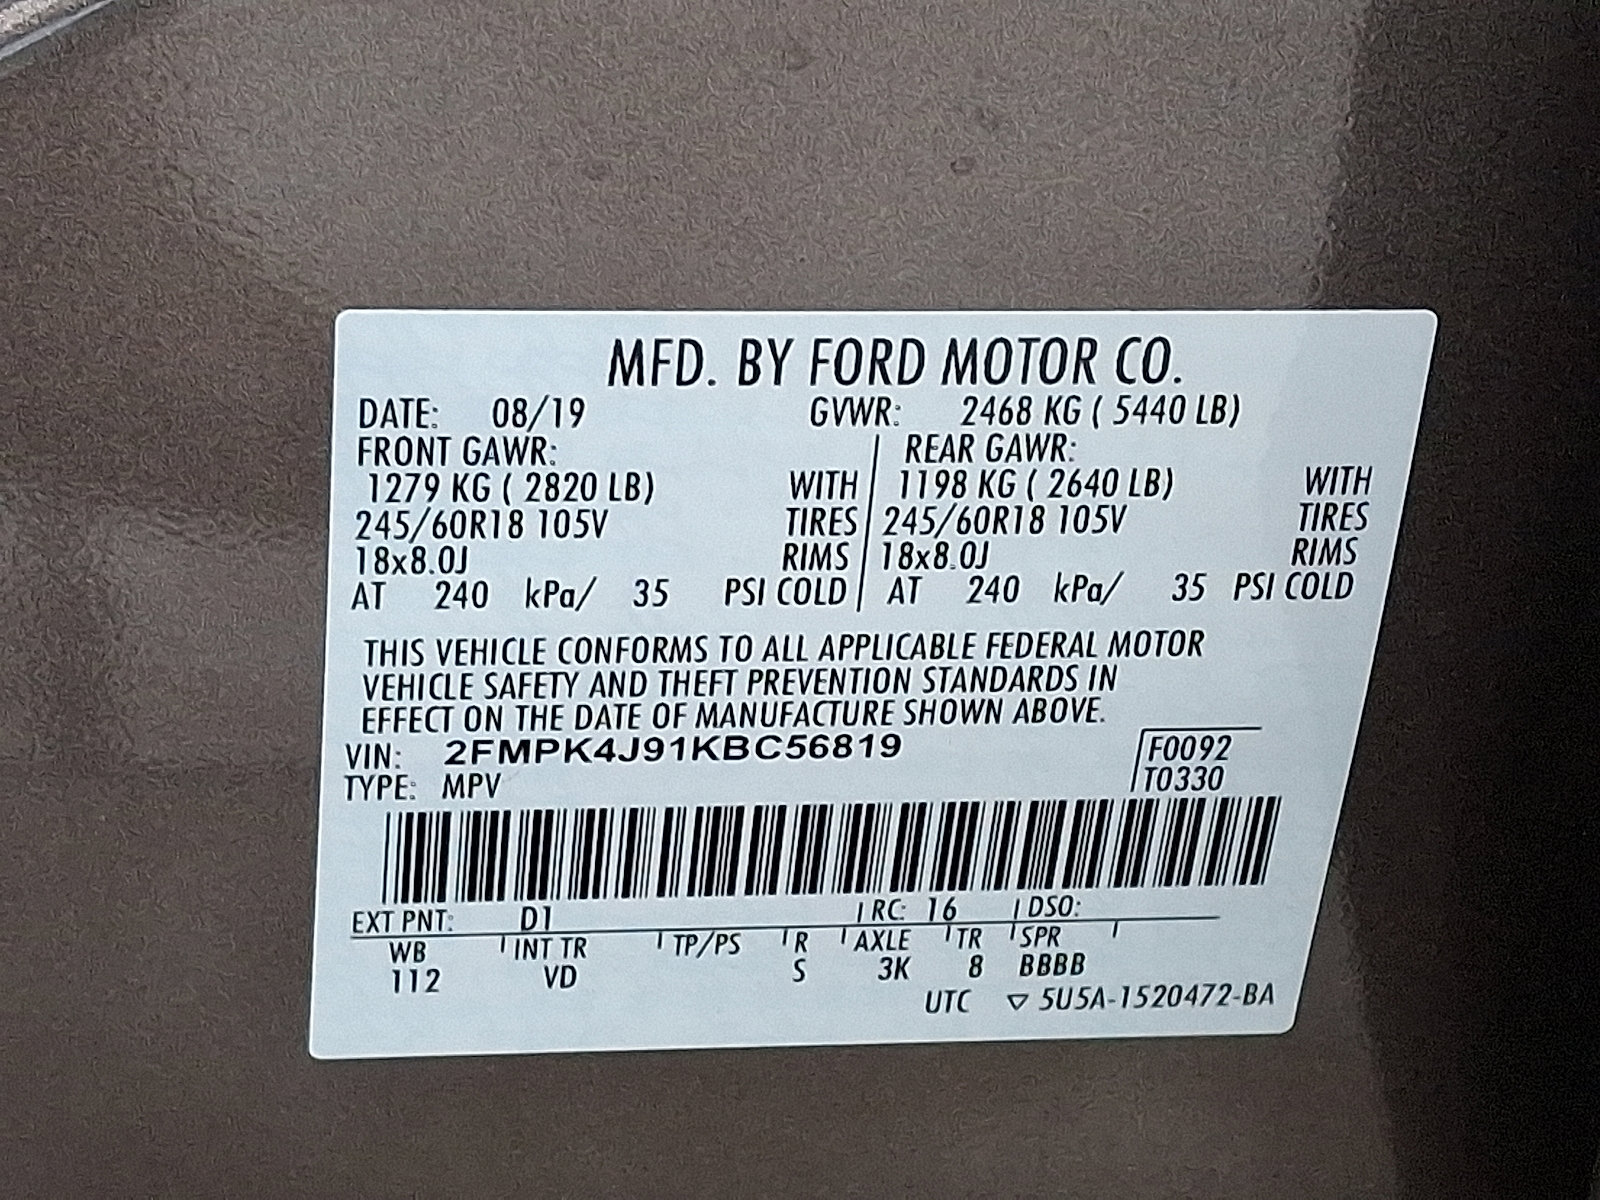 MFD. BY FORD MOTOR CO.
DATE: 08/19 GVWR: 2468 KG ( 5440 LB)
FRONT GAWR: REAR GAWR:
1279 KG ( 2820 LB) WITH 1198 KG ( 2640 LB) WITH
245/60R18 105V TIRES 245/60R18 105V TIRES
18x8.0J RIMS 18x8.0J RIMS
AT 240 kPa/ 35 PSI COLD AT 240 kPa/ 35 PSI COLD
THIS VEHICLE CONFORMS TO ALL APPLICABLE FEDERAL MOTOR
VEHICLE SAFETY AND THEFT PREVENTION STANDARDS IN
EFFECT ON THE DATE OF MANUFACTURE SHOWN ABOVE.
VIN: 2FMPK4J91KBC56819 F0092
TYPE: MPV T0330
EXT PNT: D1 RC: 16 DSO:
WB INT TR TP/PS R AXLE TR SPR
112 VD S 3K 8 BBBB
UTC ▽ 5U5A-1520472-BA